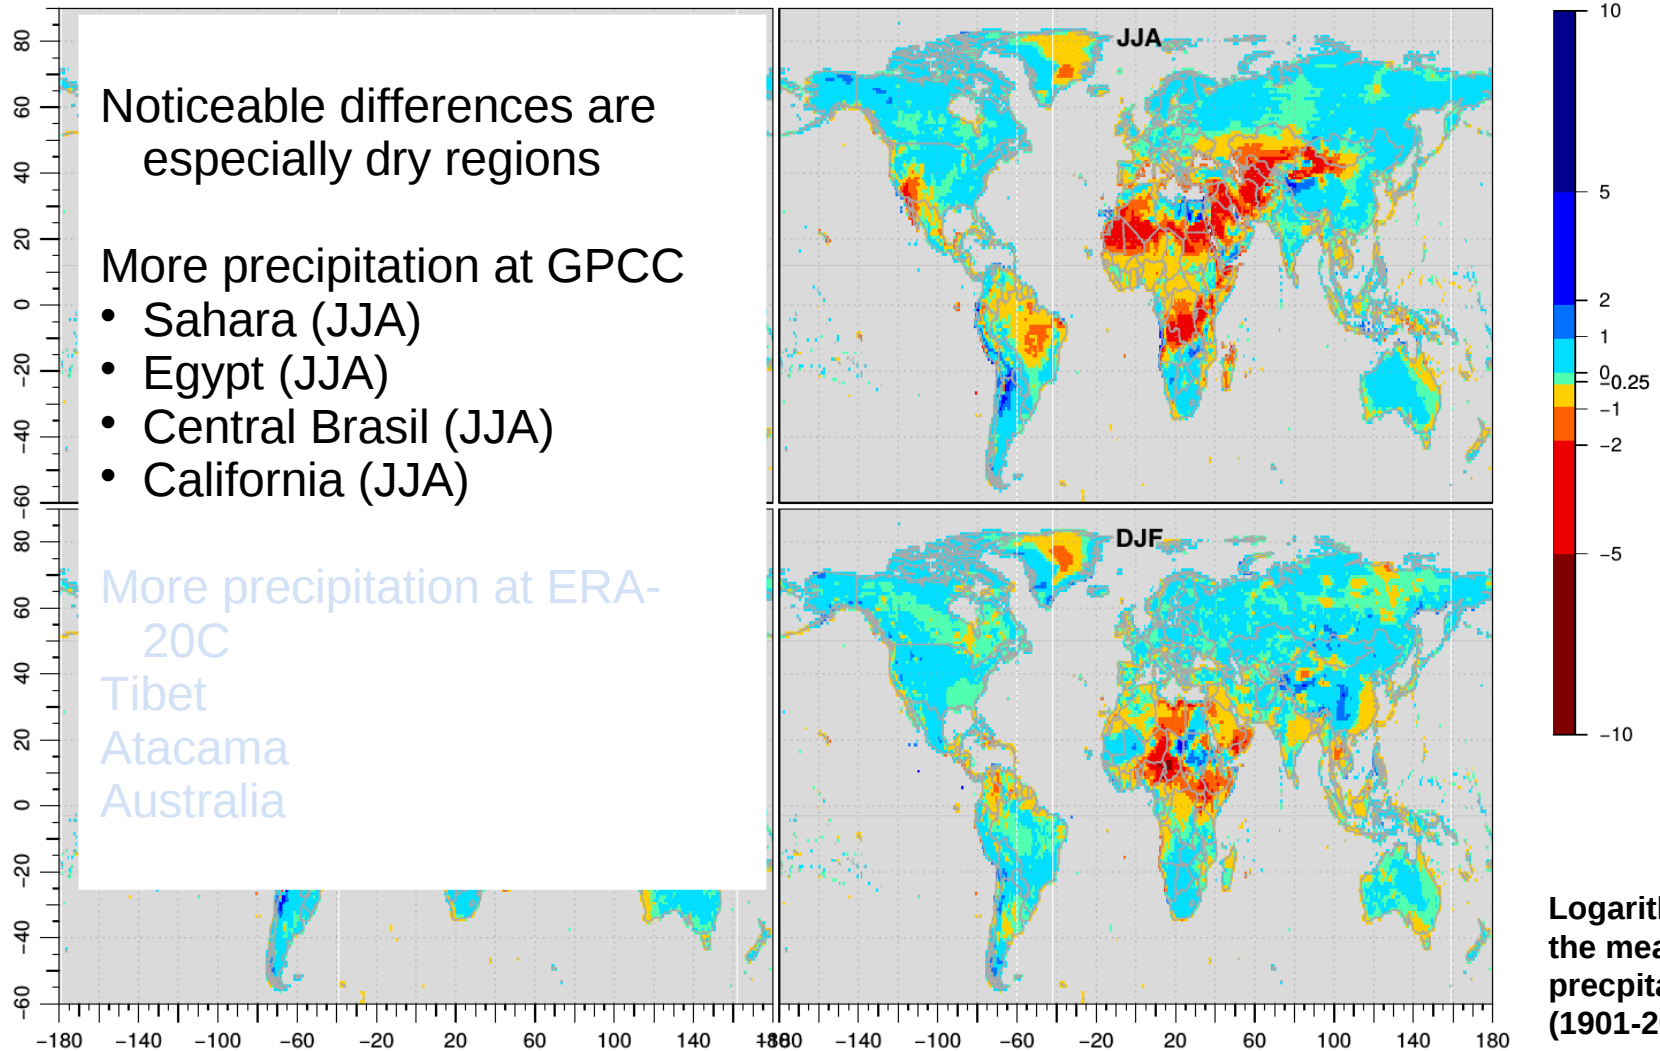 Noticeable differences are
especially dry regions
More precipitation at GPCC
• Sahara (JJA)
• Egypt (JJA)
• Central Brasil (JJA)
• California (JJA)
More precipitation at ERA-
20C
Tibet
Atacama
Australia
JJA
DJF
80
60
40
20
0
−20
−40
−60
80
60
40
20
0
−20
−40
−60
−180
−140
−100
−60
−20
20
60
100
140
−140
−100
−60
−20
20
60
100
140
180
10
5
2
1
0
−0.25
−1
−2
−5
−10
the